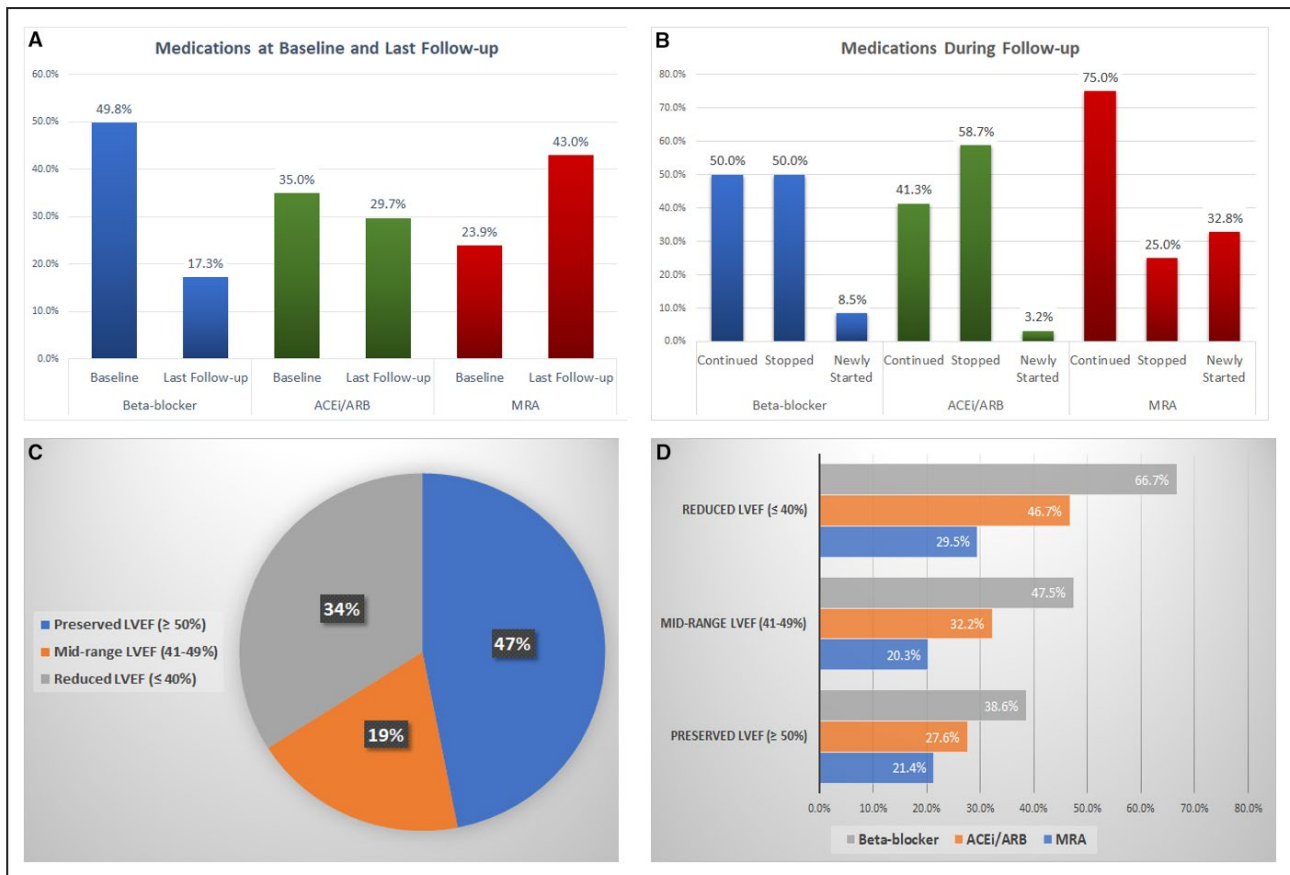 A
Medications at Baseline and Last Follow-up
60.0%
50.0%
40.0%
30.0%
20.0%
10.0%
0.0%
49.8%
17.3%
35.0%
29.7%
23.9%
43.0%
Baseline Last Follow-up Baseline Last Follow-up Baseline Last Follow-up
Beta-blocker ACEi/ARB MRA
B
Medications During Follow-up
80.0%
70.0%
60.0%
50.0%
40.0%
30.0%
20.0%
10.0%
0.0%
50.0%
50.0%
8.5%
41.3%
58.7%
3.2%
75.0%
25.0%
32.8%
Continued Stopped Newly Continued Stopped Newly Continued Stopped Newly
Started Started Started
Beta-blocker ACEi/ARB MRA
C
Preserved LVEF (≥ 50%)
Mid-range LVEF (41-49%)
Reduced LVEF (≤ 40%)
34%
47%
19%
D
REDUCED LVEF (≤ 40%)
66.7%
46.7%
29.5%
MID-RANGE LVEF (41-49%)
47.5%
32.2%
20.3%
PRESERVED LVEF (≥ 50%)
38.6%
27.6%
21.4%
0.0% 10.0% 20.0% 30.0% 40.0% 50.0% 60.0% 70.0% 80.0%
Beta-blocker ACEi/ARB MRA